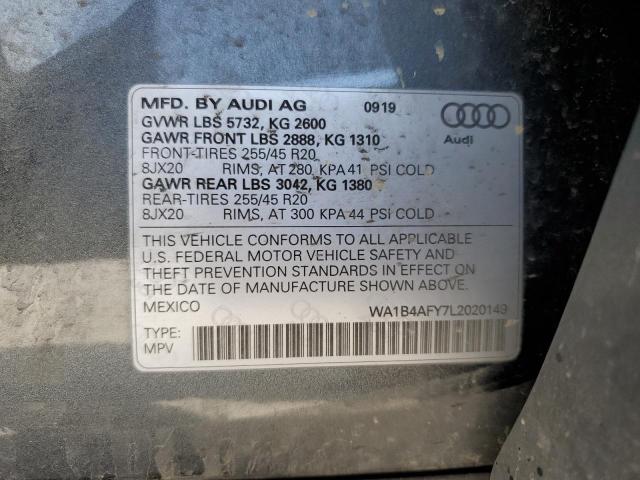 MFD. BY AUDI AG 0919
GVWR LBS 5732, KG 2600
GAWR FRONT LBS 2888, KG 1310 Audi
FRONT-TIRES 255/45 R20
8JX20 RIMS, AT 280 KPA 41 PSI COLD
GAWR REAR LBS 3042, KG 1380
REAR-TIRES 255/45 R20
8JX20 RIMS, AT 300 KPA 44 PSI COLD
THIS VEHICLE CONFORMS TO ALL APPLICABLE
U.S. FEDERAL MOTOR VEHICLE SAFETY AND
THEFT PREVENTION STANDARDS IN EFFECT ON
THE DATE OF MANUFACTURE SHOWN ABOVE.
MEXICO WA1B4AFY7L2020149
TYPE:
MPV